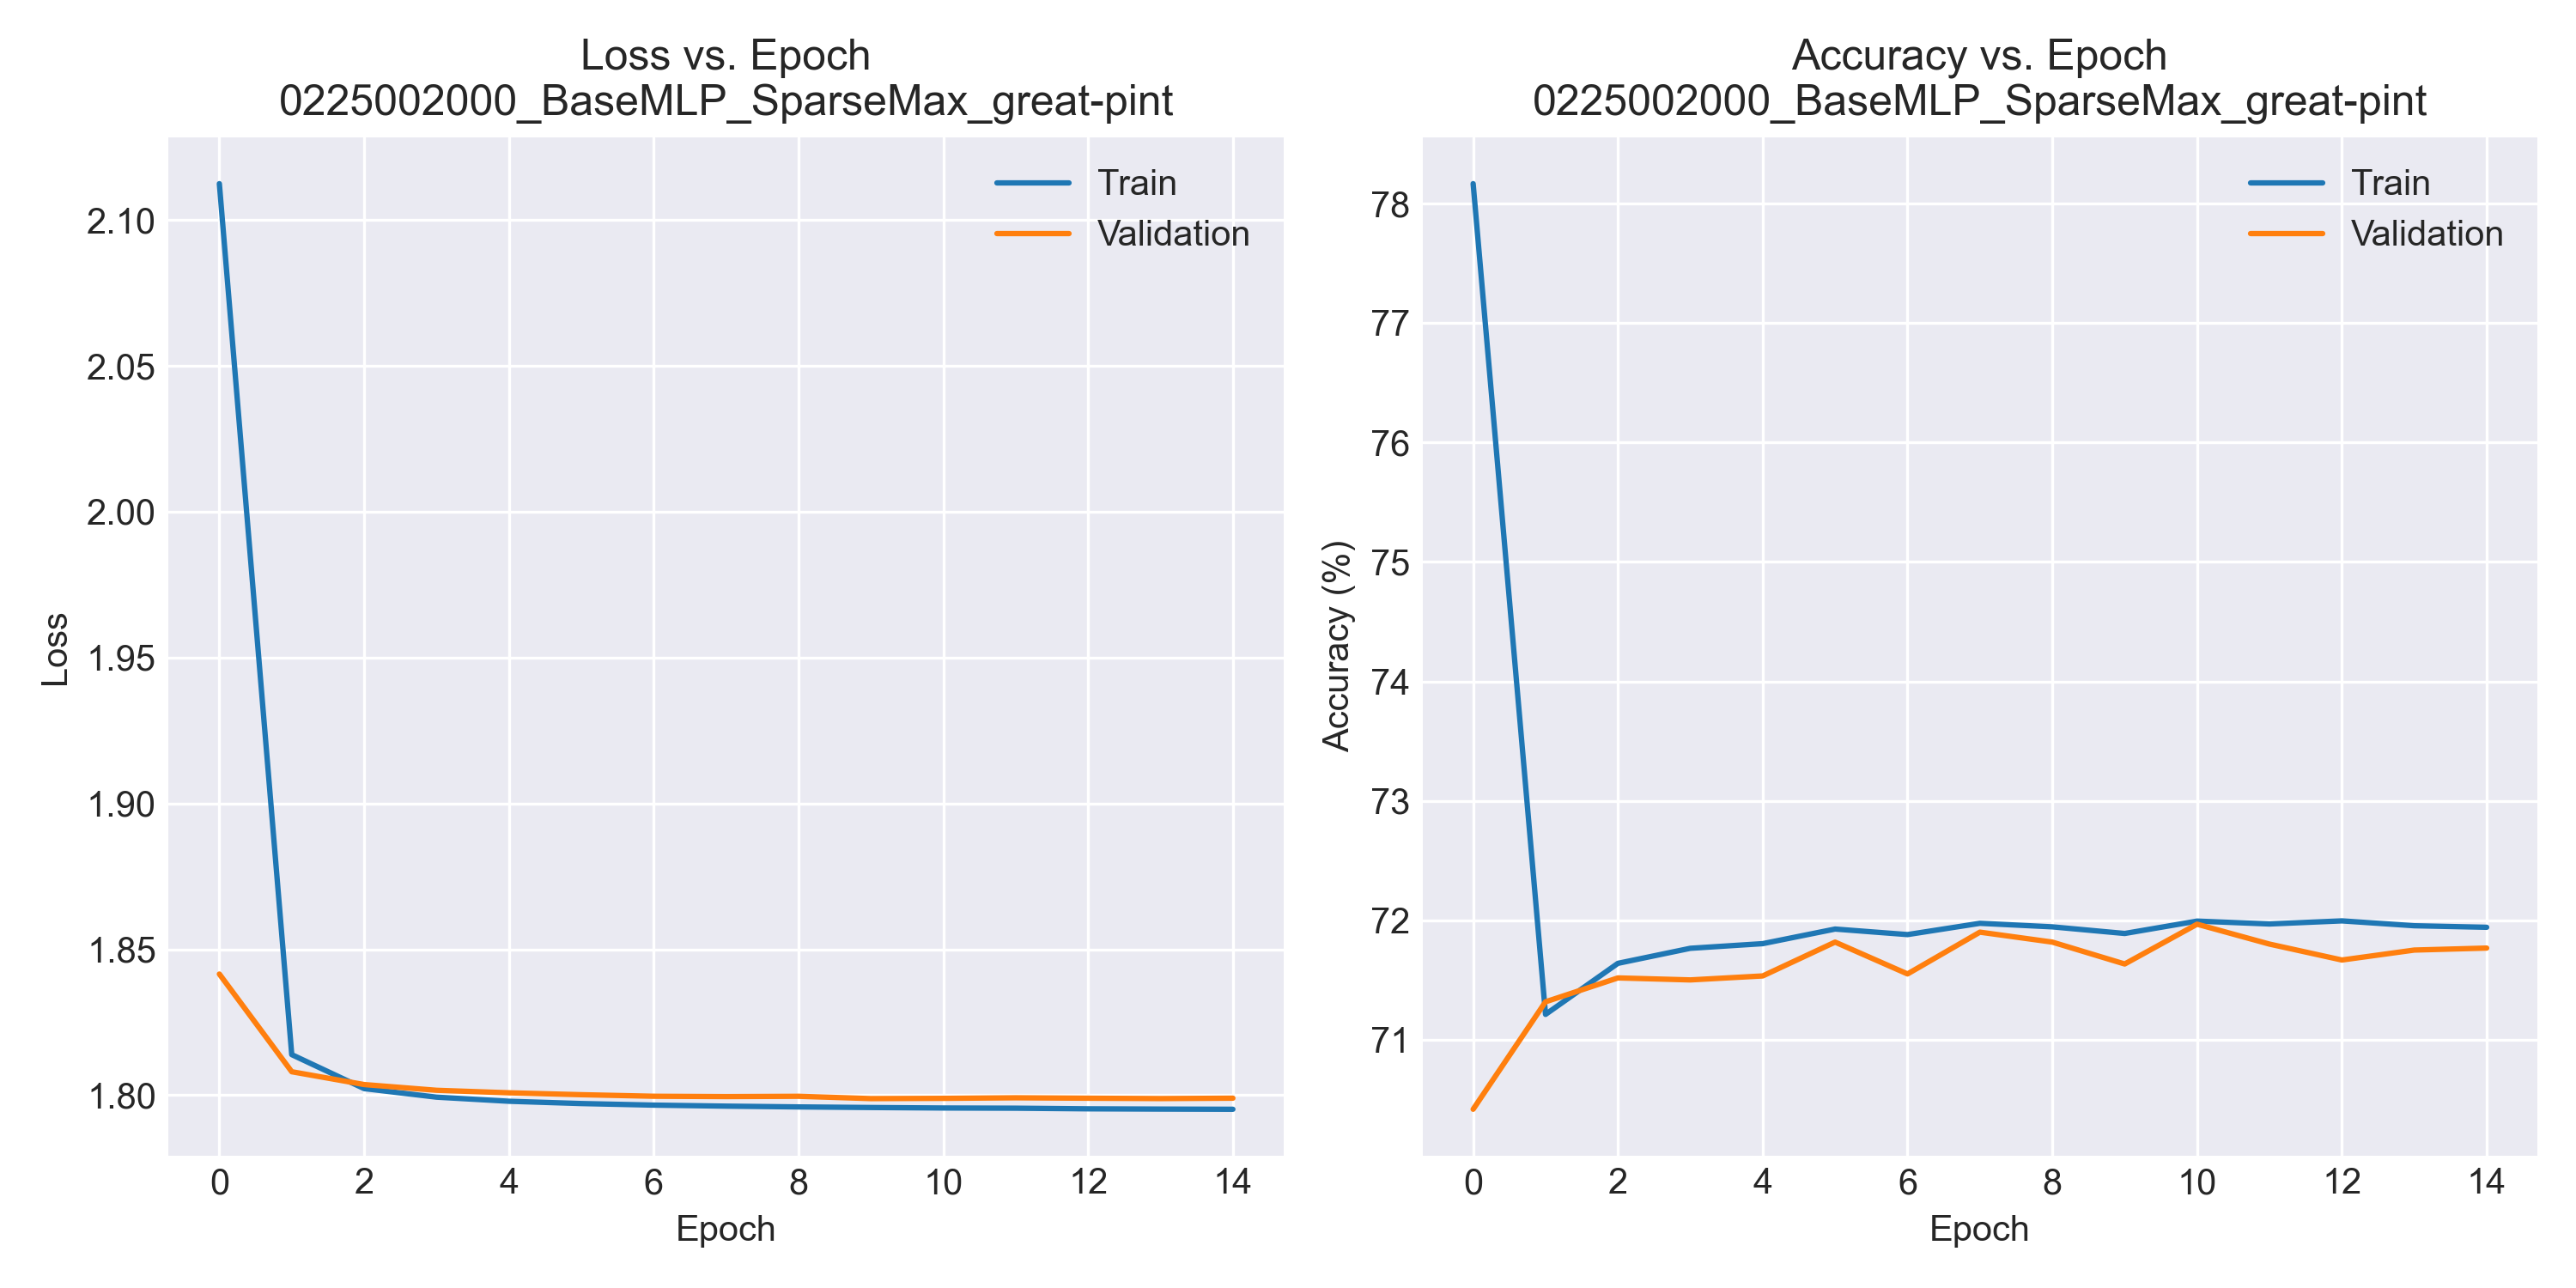 Loss vs. Epoch
0225002000_BaseMLP_SparseMax_great-pint
Train
Validation
2.10
2.05
2.00
1.95
1.90
1.85
1.80
Loss
0 2 4 6 8 10 12 14
Epoch
Accuracy vs. Epoch
0225002000_BaseMLP_SparseMax_great-pint
Train
Validation
78
77
76
75
74
73
72
71
Accuracy (%)
0 2 4 6 8 10 12 14
Epoch